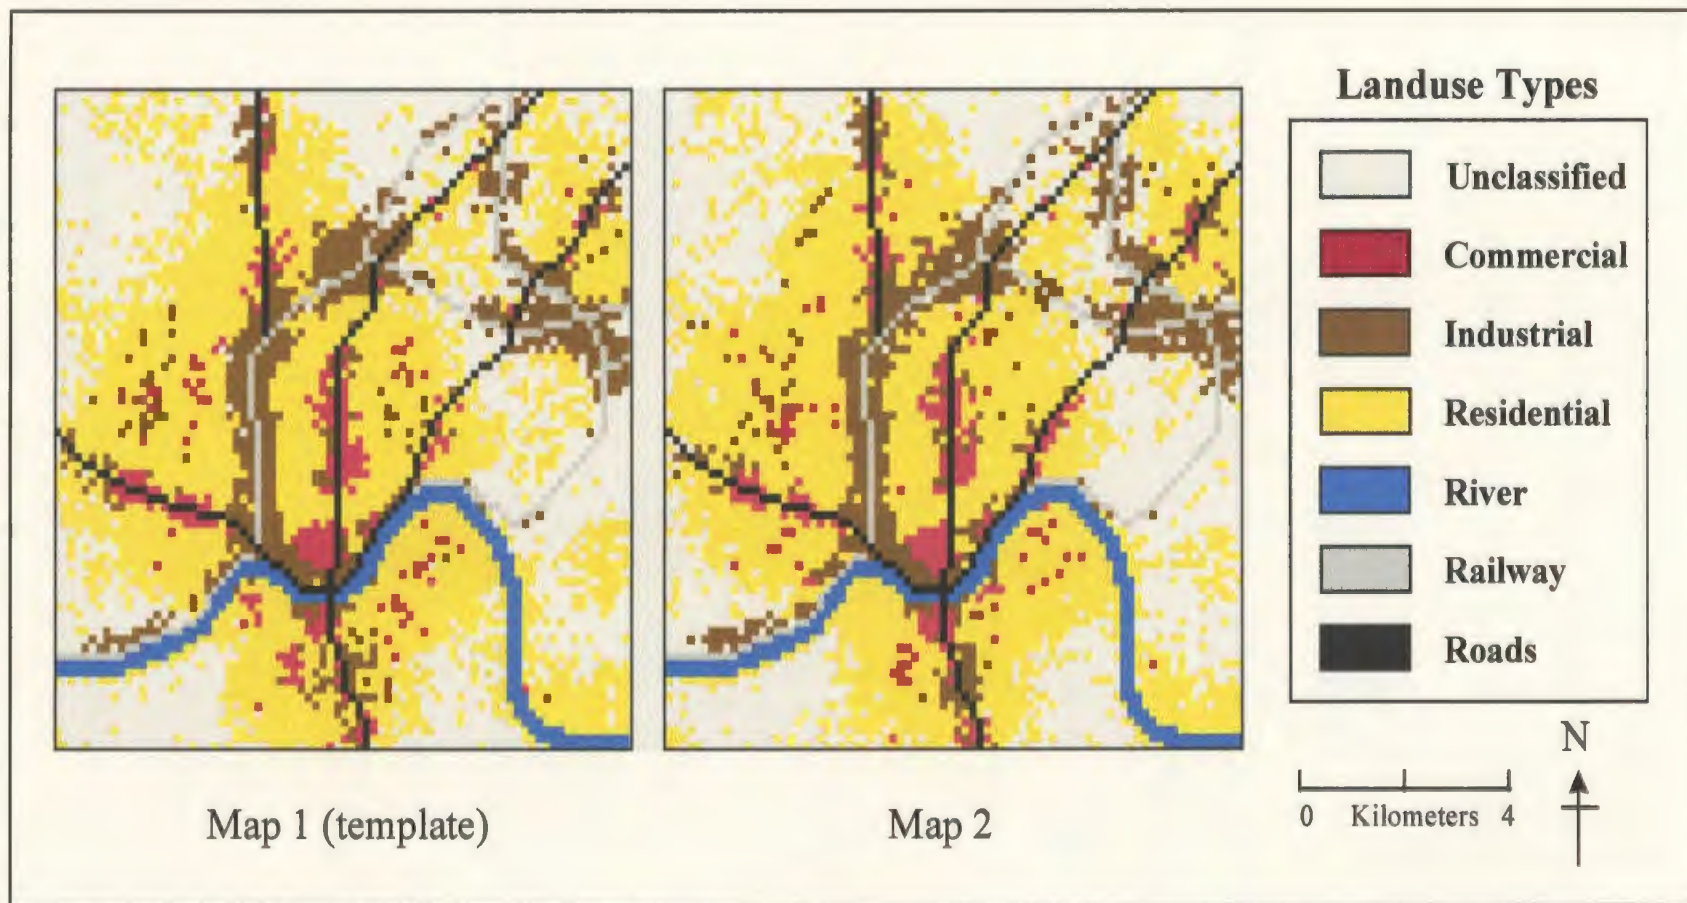 Landuse Types
Unclassified
Commercial
Industrial
Residential
River
Railway
Roads
N
0 Kilometers 4
Map 1 (template)
Map 2